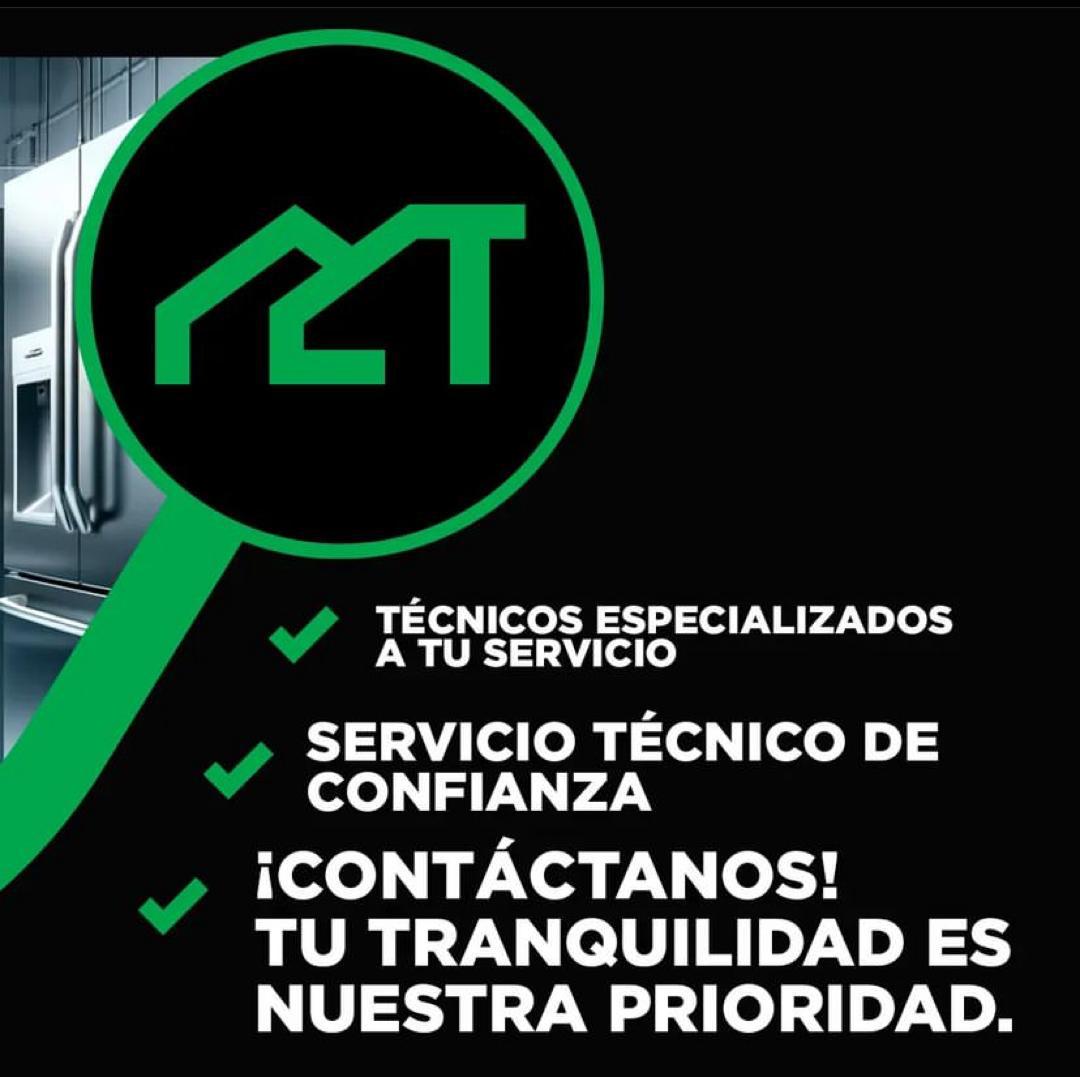 TÉCNICOS ESPECIALIZADOS
A TU SERVICIO
SERVICIO TÉCNICO DE
CONFIANZA
¡CONTÁCTANOS!
TU TRANQUILIDAD ES
NUESTRA PRIORIDAD.